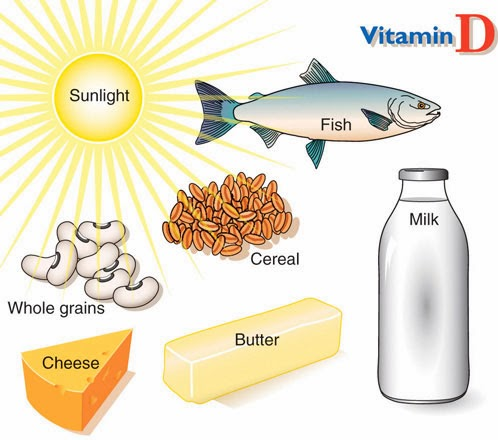 Vitamin D
Sunlight
Fish
Milk
Cereal
Whole grains
Butter
Cheese